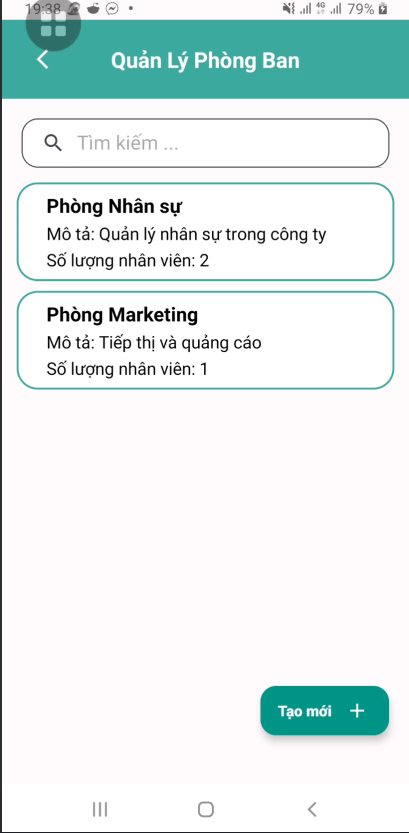 19:38 4G 79%
Quản Lý Phòng Ban
Tìm kiếm ...
Phòng Nhân sự
Mô tả: Quản lý nhân sự trong công ty
Số lượng nhân viên: 2
Phòng Marketing
Mô tả: Tiếp thị và quảng cáo
Số lượng nhân viên: 1
Tạo mới +